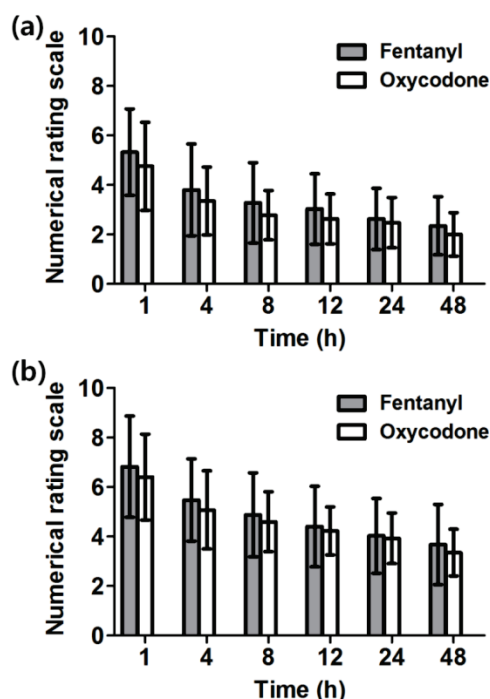 (a)
Numerical rating scale
10
8
6
4
2
0
Fentanyl
Oxycodone
1 4 8 12 24 48
Time (h)
(b)
Numerical rating scale
10
8
6
4
2
0
Fentanyl
Oxycodone
1 4 8 12 24 48
Time (h)